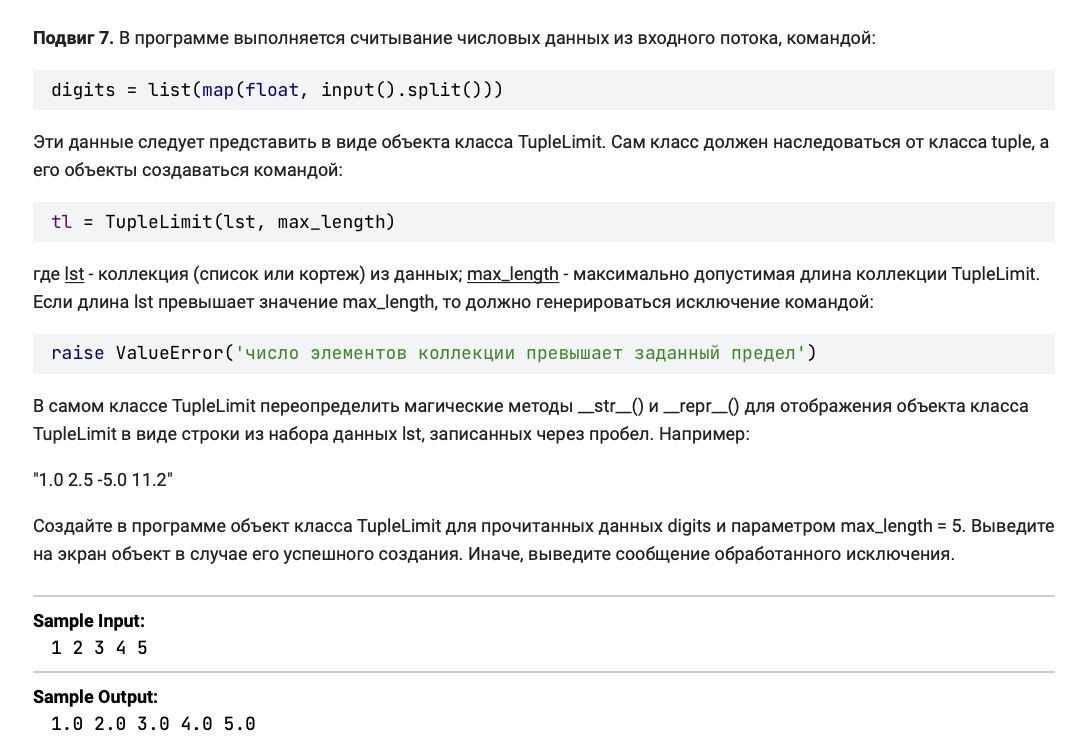 Подвиг 7. В программе выполняется считывание числовых данных из входного потока, командой:
digits = list(map(float, input().split()))
Эти данные следует представить в виде объекта класса TupleLimit. Сам класс должен наследоваться от класса tuple, а
его объекты создаваться командой:
tl = TupleLimit(lst, max_length)
где lst - коллекция (список или кортеж) из данных; max_length - максимально допустимая длина коллекции TupleLimit.
Если длина lst превышает значение max_length, то должно генерироваться исключение командой:
raise ValueError('число элементов коллекции превышает заданный предел')
В самом классе TupleLimit переопределить магические методы __str__() и __repr__() для отображения объекта класса
TupleLimit в виде строки из набора данных lst, записанных через пробел. Например:
"1.0 2.5 -5.0 11.2"
Создайте в программе объект класса TupleLimit для прочитанных данных digits и параметром max_length = 5. Выведите
на экран объект в случае его успешного создания. Иначе, выведите сообщение обработанного исключения.
Sample Input:
1 2 3 4 5
Sample Output:
1.0 2.0 3.0 4.0 5.0